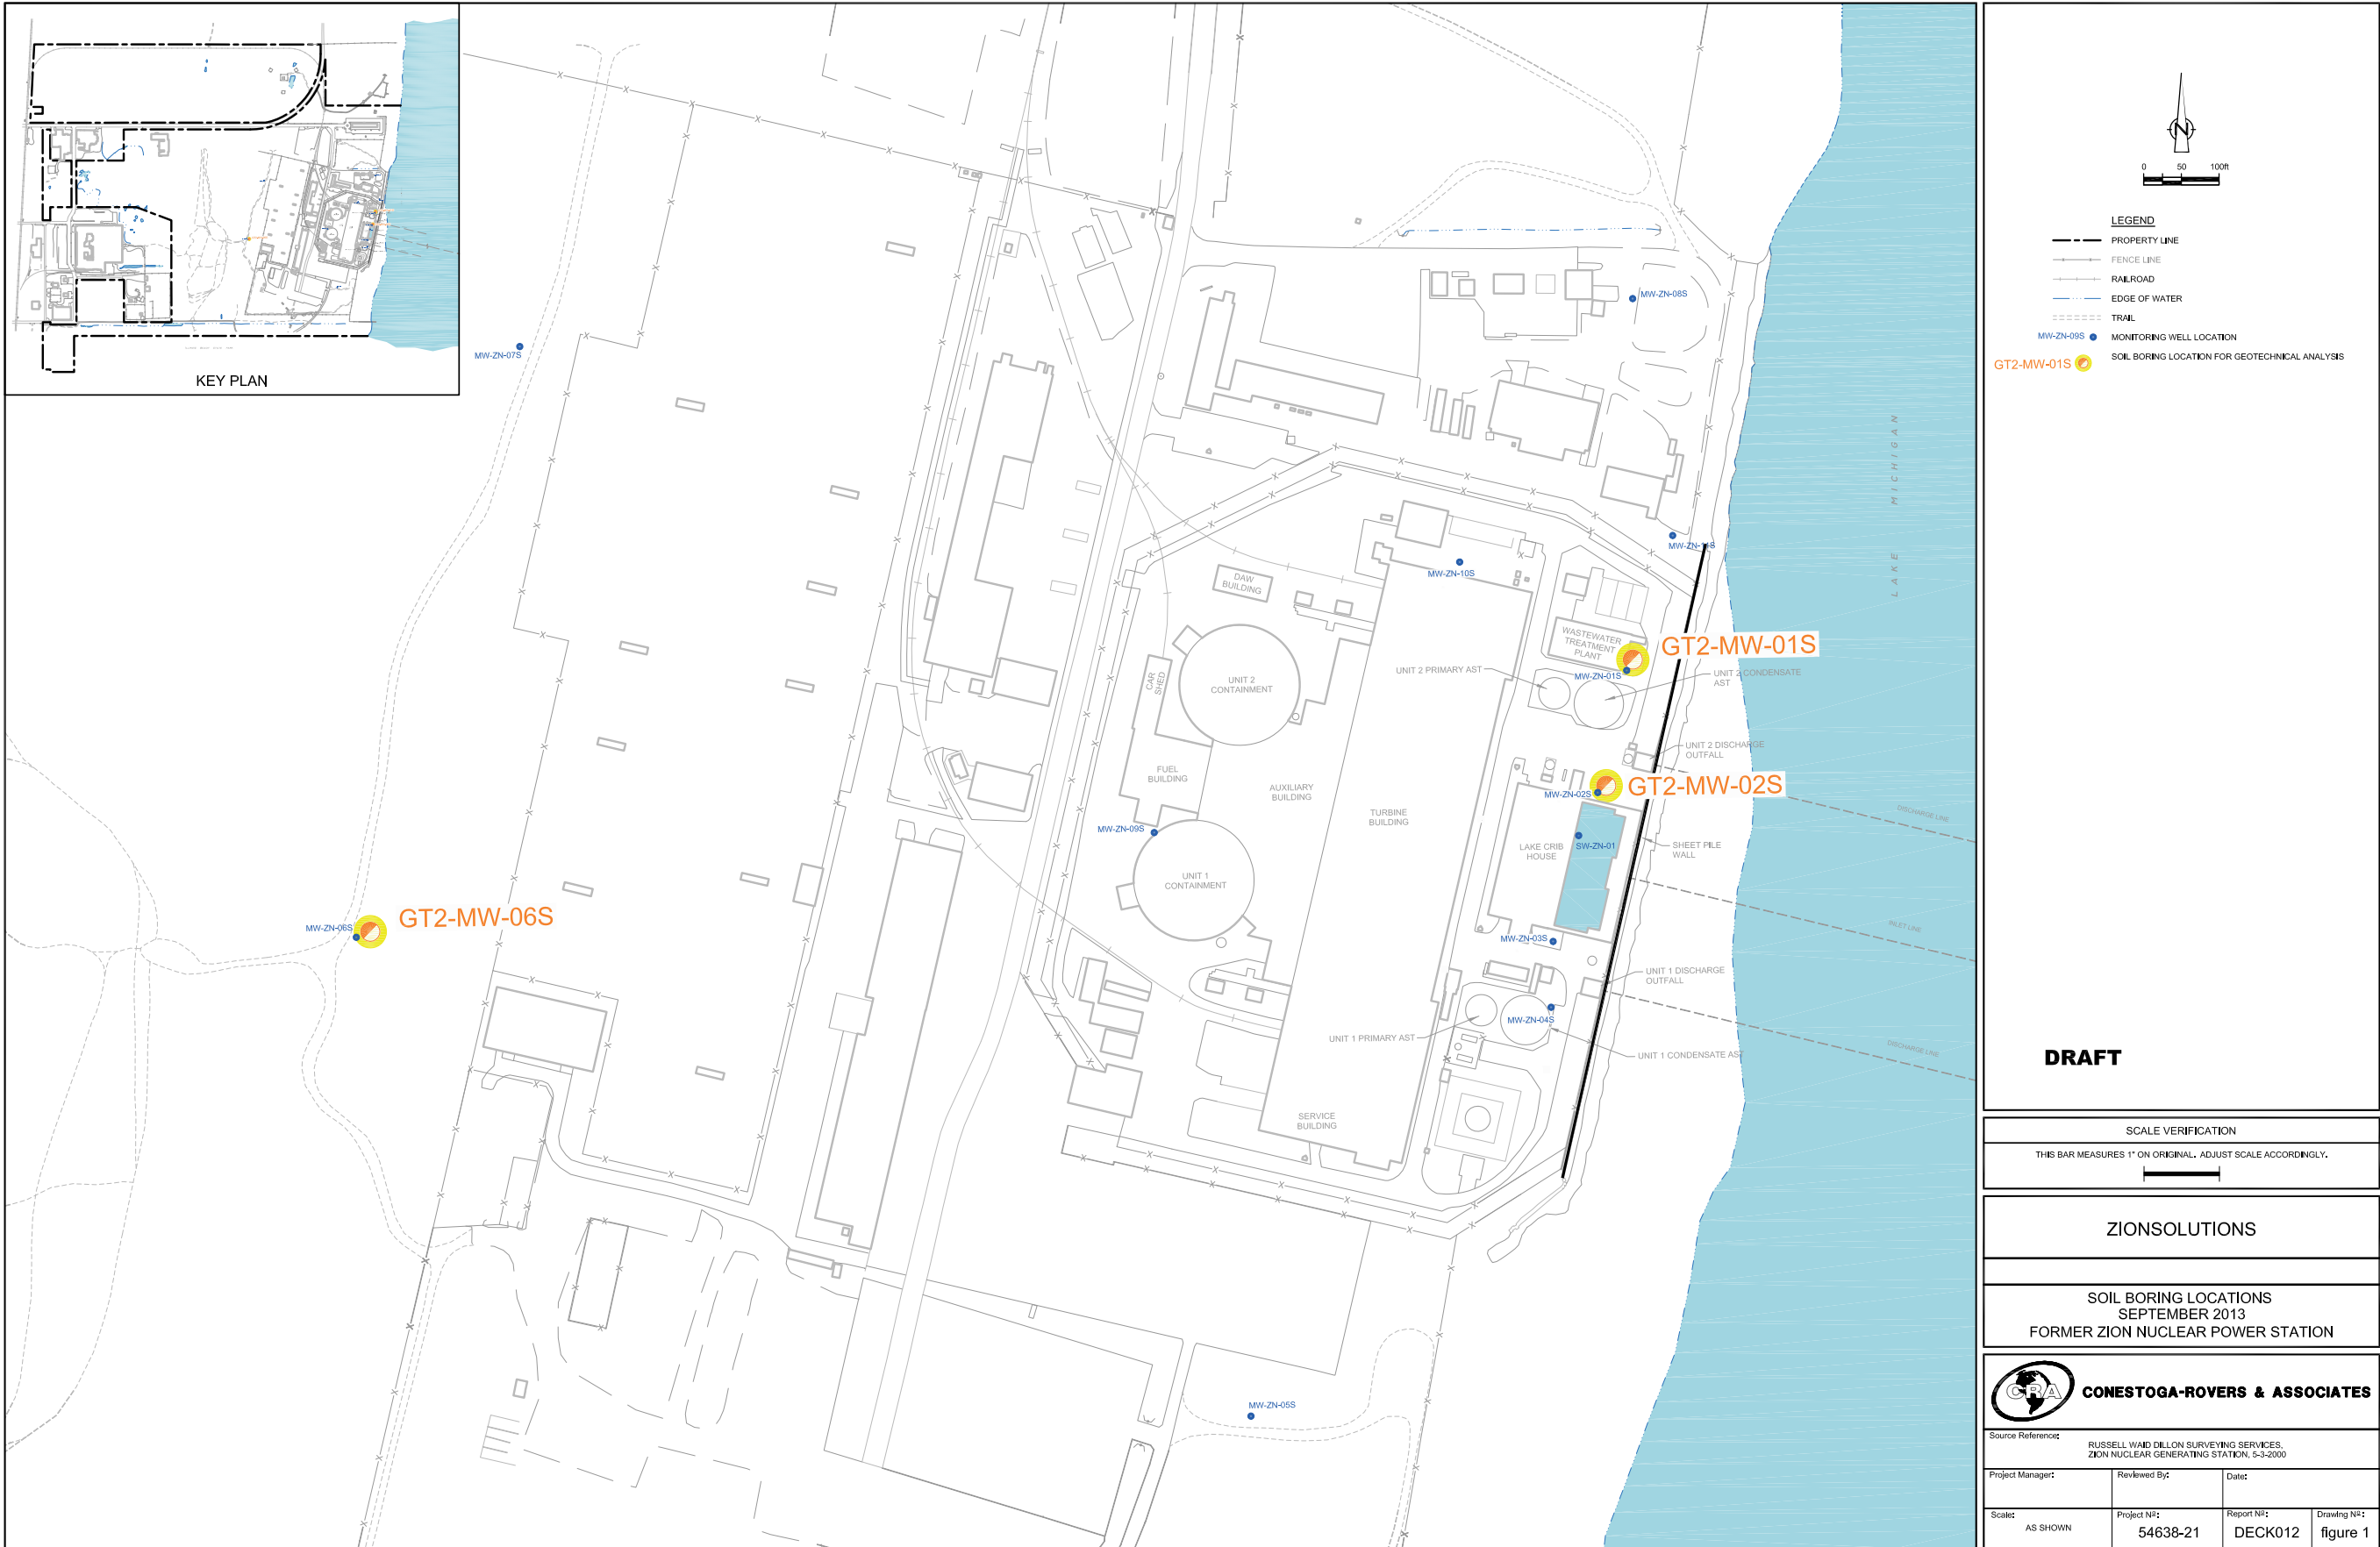 KEY PLAN
MW-ZN-07S
MW-ZN-08S
MW-ZN-10S
DAW
BUILDING
WASTEWATER
TREATMENT
PLANT
GT2-MW-01S
MW-ZN-01S
UNIT 2 PRIMARY AST
UNIT 2 CONDENSATE
AST
CAR
SHED
UNIT 2
CONTAINMENT
UNIT 2 DISCHARGE
OUTFALL
FUEL
BUILDING
AUXILIARY
BUILDING
GT2-MW-02S
MW-ZN-02S
TURBINE
BUILDING
DISCHARGE LINE
MW-ZN-09S
LAKE CRIB
HOUSE
SW-ZN-01
SHEET PILE
WALL
UNIT 1
CONTAINMENT
GT2-MW-06S
MW-ZN-06S
INLET LINE
MW-ZN-03S
UNIT 1 DISCHARGE
OUTFALL
MW-ZN-04S
UNIT 1 PRIMARY AST
UNIT 1 CONDENSATE AST
DISCHARGE LINE
SERVICE
BUILDING
MW-ZN-05S
LAKE MICHIGAN
N
0 50 100ft
LEGEND
PROPERTY LINE
FENCE LINE
RAILROAD
EDGE OF WATER
TRAIL
MW-ZN-09S MONITORING WELL LOCATION
GT2-MW-01S SOIL BORING LOCATION FOR GEOTECHNICAL ANALYSIS
DRAFT
SCALE VERIFICATION
THIS BAR MEASURES 1" ON ORIGINAL. ADJUST SCALE ACCORDINGLY.
ZIONSOLUTIONS
SOIL BORING LOCATIONS
SEPTEMBER 2013
FORMER ZION NUCLEAR POWER STATION
CRA CONESTOGA-ROVERS & ASSOCIATES
Source Reference:
RUSSELL WAID DILLON SURVEYING SERVICES,
ZION NUCLEAR GENERATING STATION, 5-3-2000
Project Manager: Reviewed By: Date:
Scale: Project Nº: Report Nº: Drawing Nº:
AS SHOWN 54638-21 DECK012 figure 1